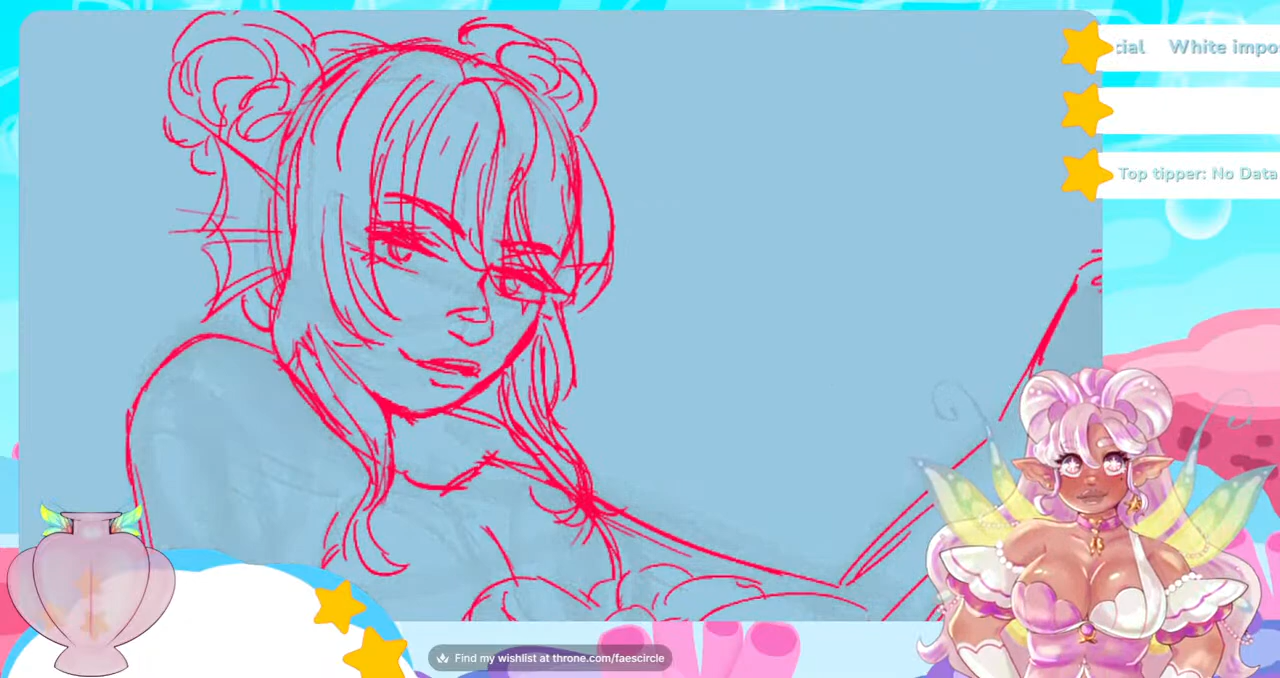 cial White impo
Top tipper: No Data
Find my wishlist at throne.com/faescircle